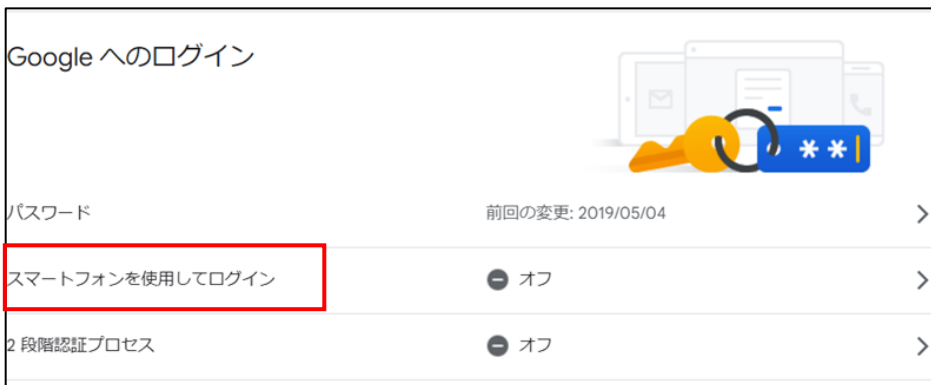 Google へのログイン
**
パスワード 前回の変更: 2019/05/04
スマートフォンを使用してログイン オフ
2 段階認証プロセス オフ